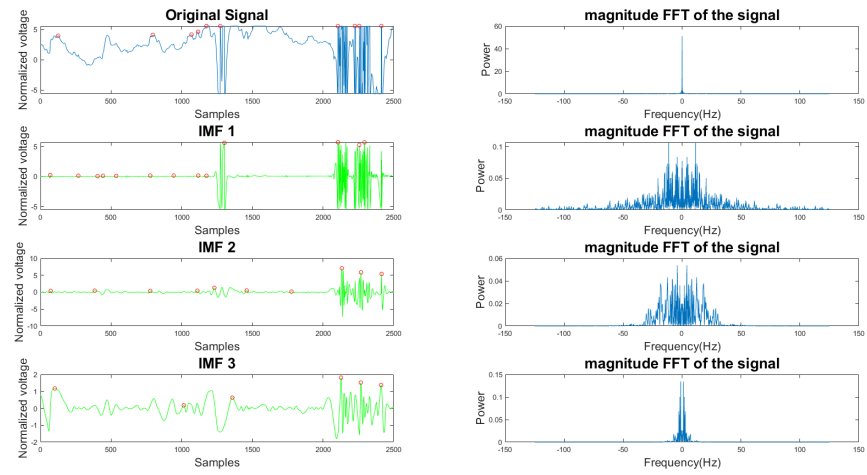 Original Signal
Normalized voltage
5
0
-5
0 500 1000 1500 2000 2500
Samples
magnitude FFT of the signal
Power
60
40
20
0
-150 -100 -50 0 50 100 150
Frequency(Hz)
IMF 1
Normalized voltage
5
0
-5
0 500 1000 1500 2000 2500
Samples
magnitude FFT of the signal
Power
0.1
0.05
0
-150 -100 -50 0 50 100 150
Frequency(Hz)
IMF 2
Normalized voltage
10
5
0
-5
-10
0 500 1000 1500 2000 2500
Samples
magnitude FFT of the signal
Power
0.06
0.04
0.02
0
-150 -100 -50 0 50 100 150
Frequency(Hz)
IMF 3
Normalized voltage
2
1
0
-1
-2
0 500 1000 1500 2000 2500
Samples
magnitude FFT of the signal
Power
0.15
0.1
0.05
0
-150 -100 -50 0 50 100 150
Frequency(Hz)